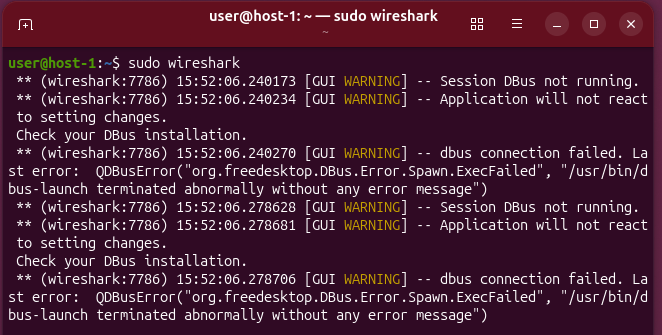 user@host-1: ~ — sudo wireshark
~
user@host-1:~$ sudo wireshark
 ** (wireshark:7786) 15:52:06.240173 [GUI WARNING] -- Session DBus not running.
 ** (wireshark:7786) 15:52:06.240234 [GUI WARNING] -- Application will not react
to setting changes.
 Check your DBus installation.
 ** (wireshark:7786) 15:52:06.240270 [GUI WARNING] -- dbus connection failed. La
st error:  QDBusError("org.freedesktop.DBus.Error.Spawn.ExecFailed", "/usr/bin/d
bus-launch terminated abnormally without any error message")
 ** (wireshark:7786) 15:52:06.278628 [GUI WARNING] -- Session DBus not running.
 ** (wireshark:7786) 15:52:06.278681 [GUI WARNING] -- Application will not react
to setting changes.
 Check your DBus installation.
 ** (wireshark:7786) 15:52:06.278706 [GUI WARNING] -- dbus connection failed. La
st error:  QDBusError("org.freedesktop.DBus.Error.Spawn.ExecFailed", "/usr/bin/d
bus-launch terminated abnormally without any error message")